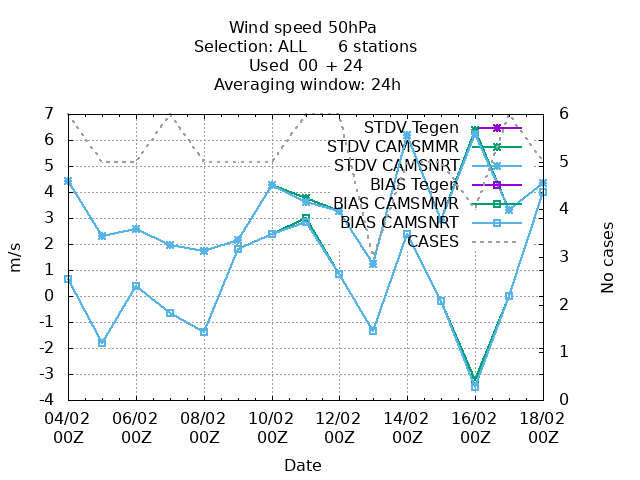 Wind speed 50hPa
Selection: ALL 6 stations
Used 00 + 24
Averaging window: 24h
7
6
5
4
3
2
1
0
-1
-2
-3
-4
m/s
6
5
4
3
2
1
0
No cases
STDV Tegen
STDV CAMSMMR
STDV CAMSNRT
BIAS Tegen
BIAS CAMSMMR
BIAS CAMSNRT
CASES
04/02 06/02 08/02 10/02 12/02 14/02 16/02 18/02
00Z 00Z 00Z 00Z 00Z 00Z 00Z 00Z
Date